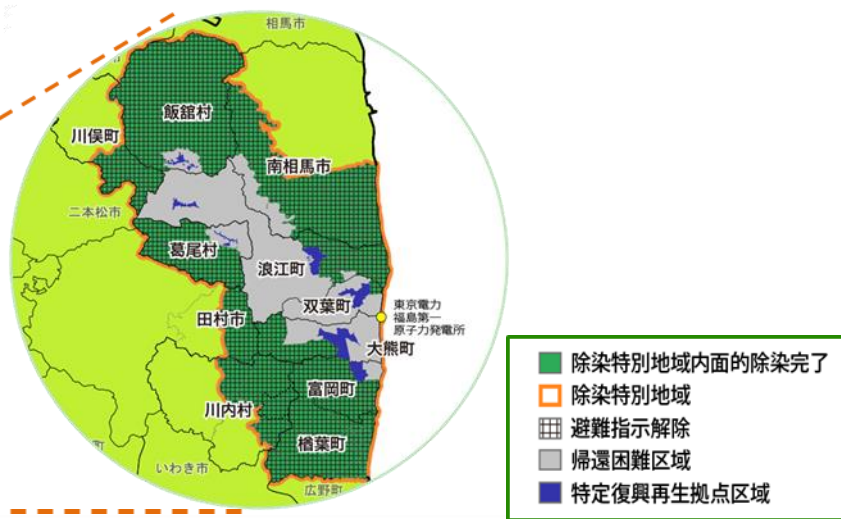 相馬市
飯舘村
川俣町
南相馬市
二本松市
葛尾村
浪江町
双葉町
東京電力
福島第一
原子力発電所
田村市
大熊町
富岡町
川内村
楢葉町
町
いわき市
広野町
除染特別地域内面的除染完了
除染特別地域
避難指示解除
帰還困難区域
特定復興再生拠点区域